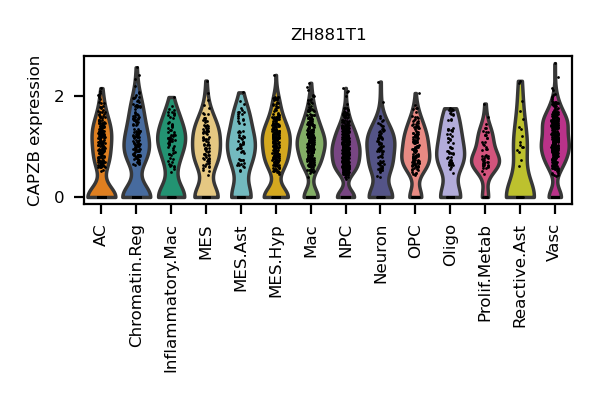 ZH881T1
CAPZB expression
2
0
AC
Chromatin.Reg
Inflammatory.Mac
MES
MES.Ast
MES.Hyp
Mac
NPC
Neuron
OPC
Oligo
Prolif.Metab
Reactive.Ast
Vasc